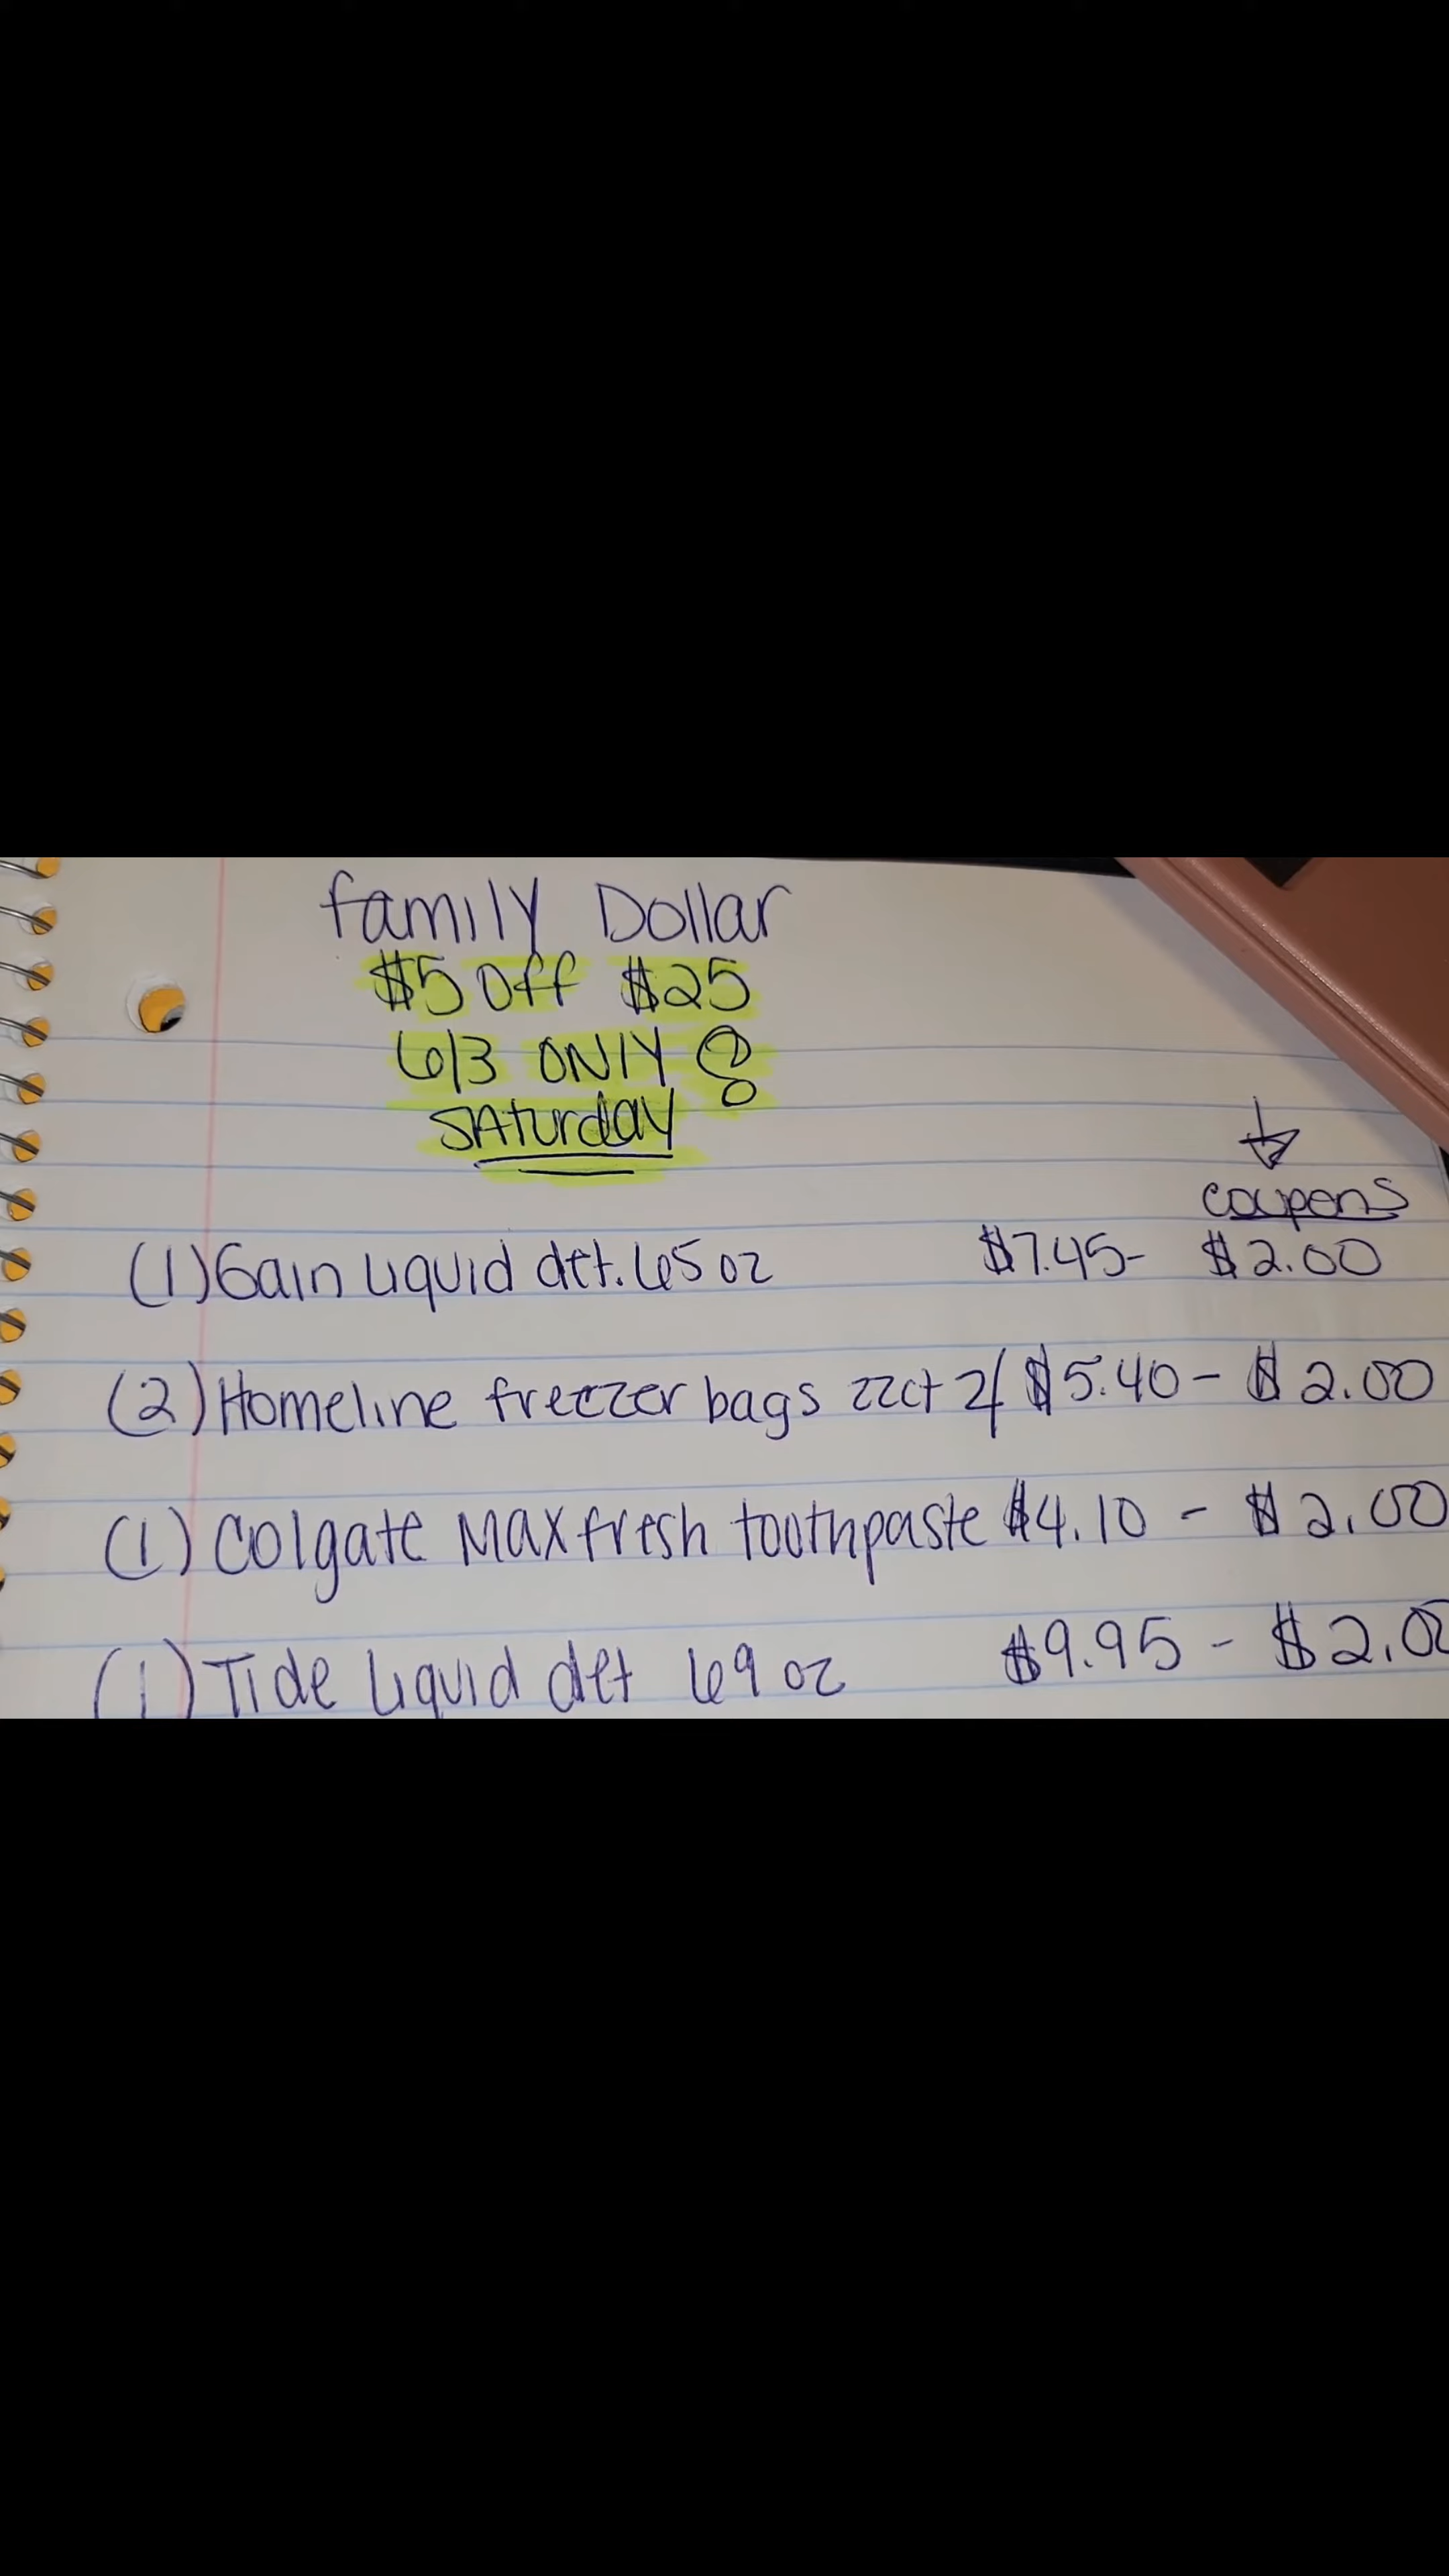 Family Dollar
$5 Off $25
6/3 ONLY!
SATurday
coupons
(1) Gain Liquid det. 65 oz $7.45- $2.00
(2) Homeline freezer bags 22ct 2/$5.40 - $2.00
(1) Colgate Max fresh toothpaste $4.10 - $2.00
(1) Tide Liquid det 69 oz $9.95 - $2.00